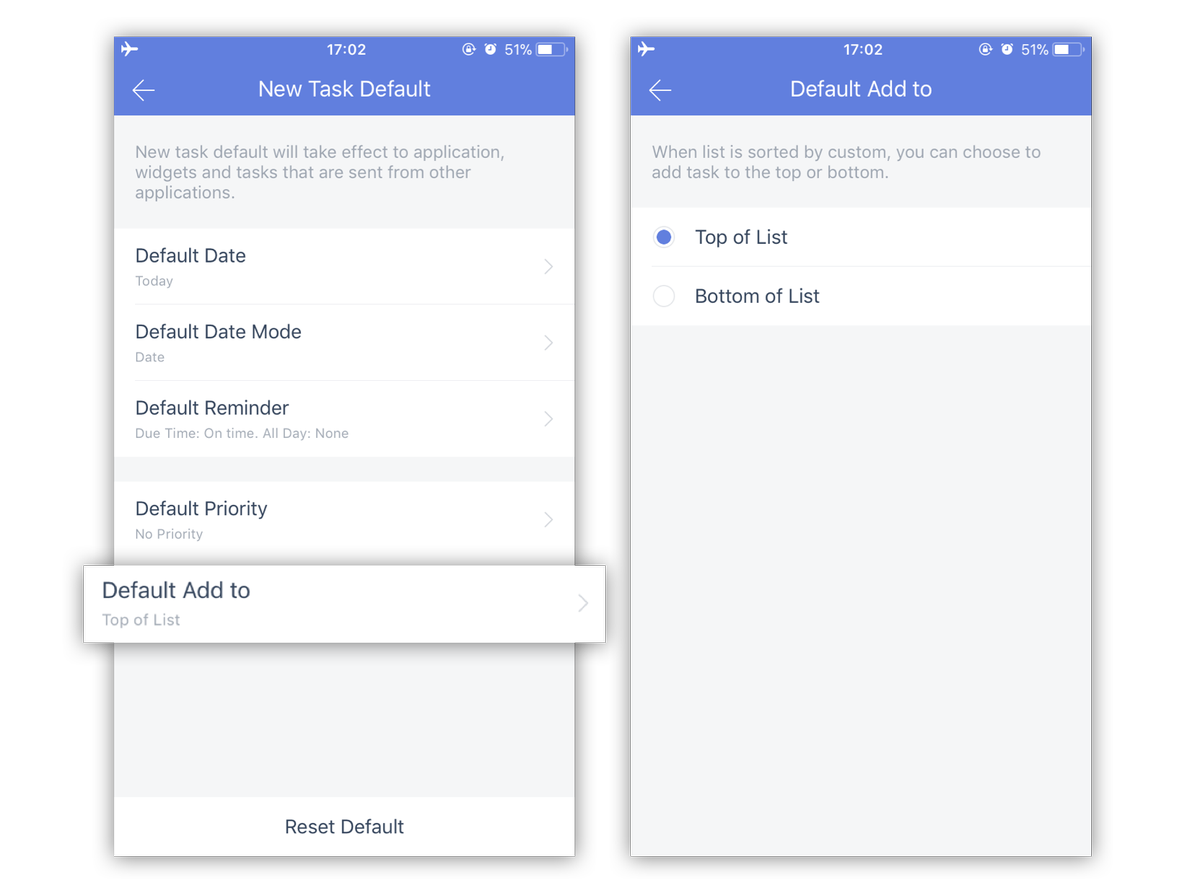 17:02
51%
New Task Default
New task default will take effect to application,
widgets and tasks that are sent from other
applications.
Default Date
Today
Default Date Mode
Date
Default Reminder
Due Time: On time. All Day: None
Default Priority
No Priority
Default Add to
Top of List
Reset Default
17:02
51%
Default Add to
When list is sorted by custom, you can choose to
add task to the top or bottom.
Top of List
Bottom of List